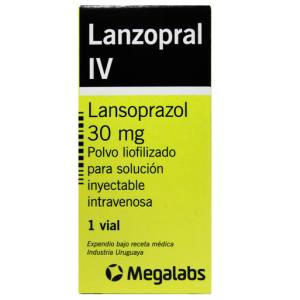 Lanzopral
IV
Lansoprazol
30 mg
Polvo liofilizado
para solución
inyectable
intravenosa
1 vial
Expendio bajo receta médica
Industria Uruguaya
Megalabs